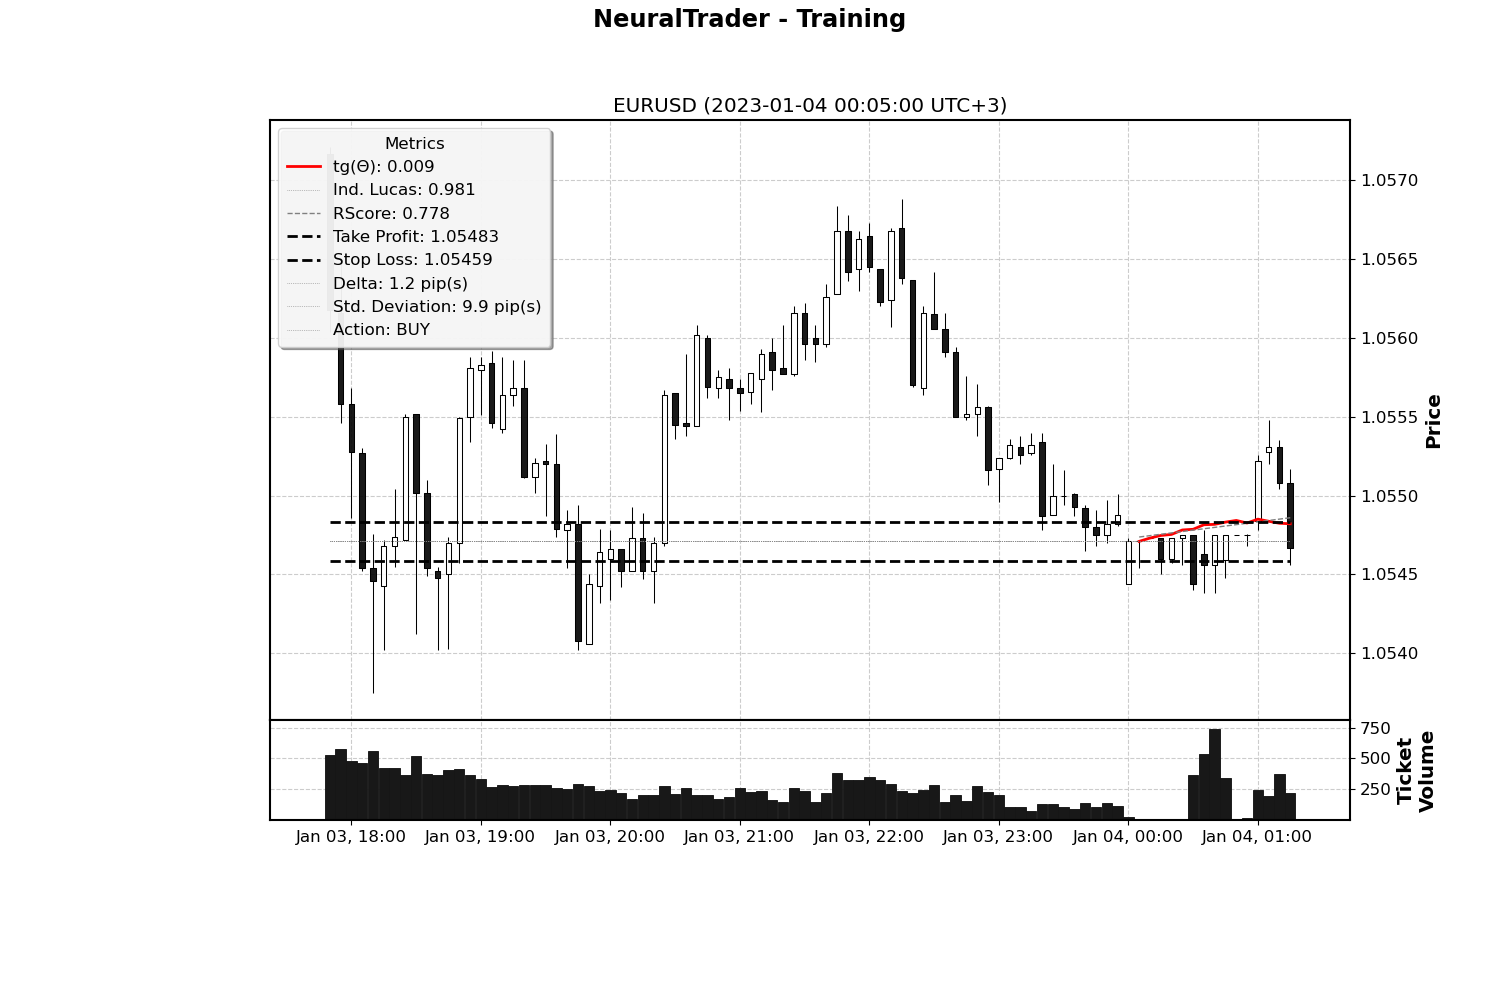 NeuralTrader - Training
EURUSD (2023-01-04 00:05:00 UTC+3)
Metrics
tg(Θ): 0.009
Ind. Lucas: 0.981
RScore: 0.778
Take Profit: 1.05483
Stop Loss: 1.05459
Delta: 1.2 pip(s)
Std. Deviation: 9.9 pip(s)
Action: BUY
1.0570
1.0565
1.0560
1.0555
1.0550
1.0545
1.0540
Price
750
500
250
Ticket
Volume
Jan 03, 18:00
Jan 03, 19:00
Jan 03, 20:00
Jan 03, 21:00
Jan 03, 22:00
Jan 03, 23:00
Jan 04, 00:00
Jan 04, 01:00